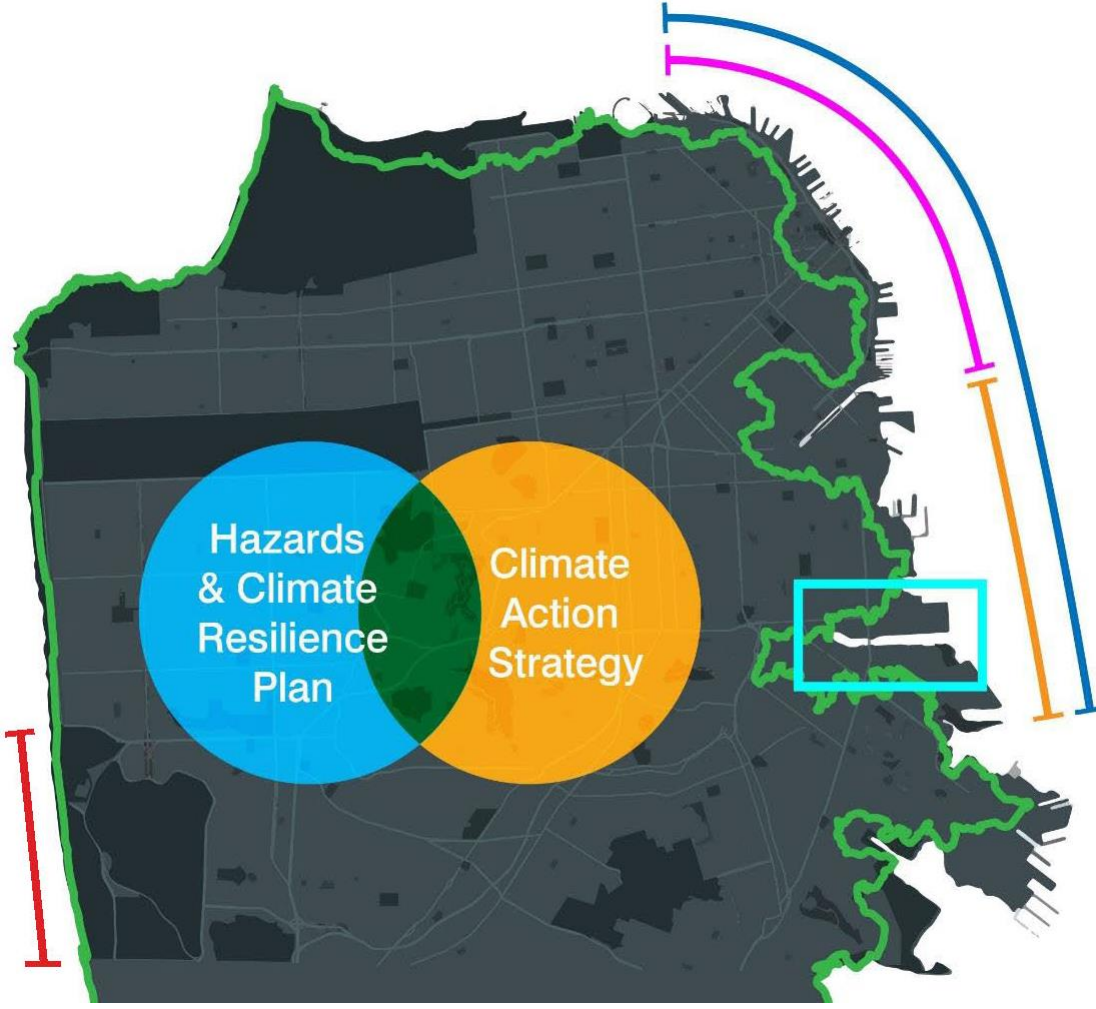 Hazards
& Climate
Resilience
Plan
Climate
Action
Strategy